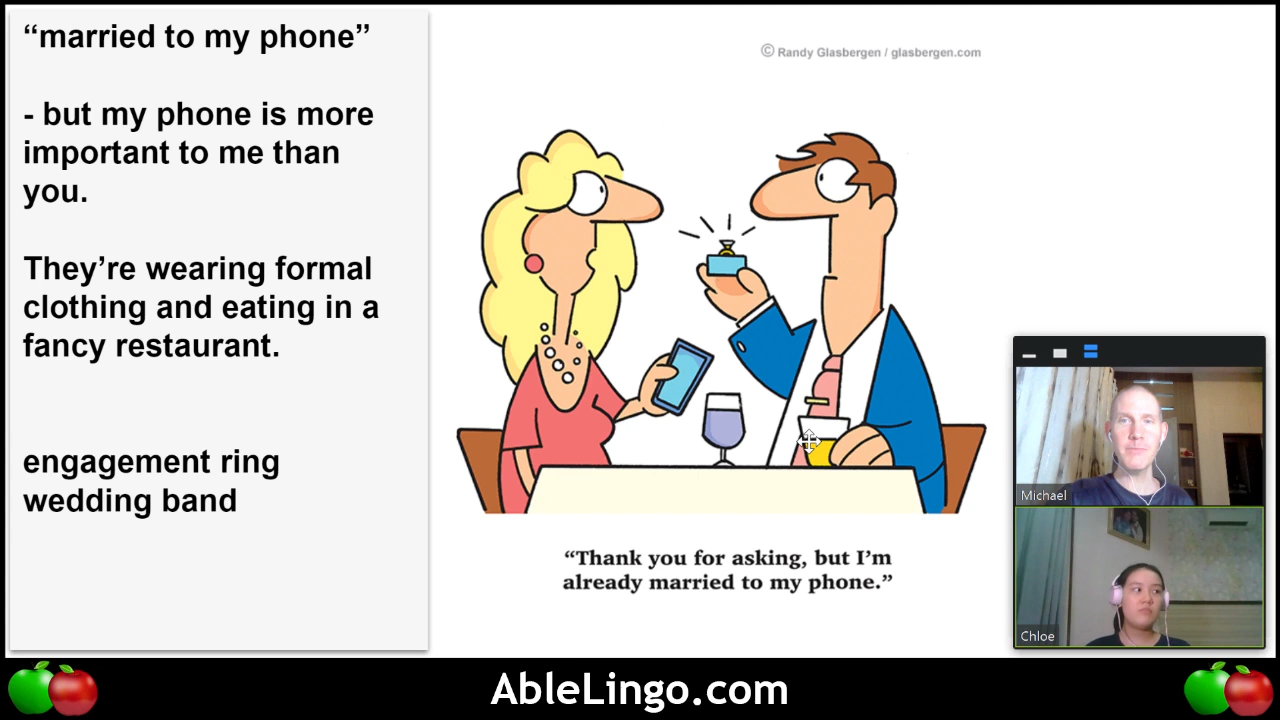 “married to my phone”
- but my phone is more
important to me than
you.
They’re wearing formal
clothing and eating in a
fancy restaurant.
engagement ring
wedding band
© Randy Glasbergen / glasbergen.com
“Thank you for asking, but I’m
already married to my phone.”
Michael
Chloe
AbleLingo.com